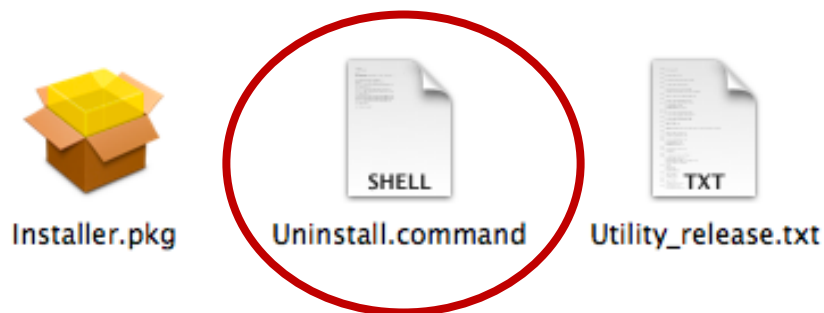 SHELL
TXT
Installer.pkg
Uninstall.command
Utility_release.txt